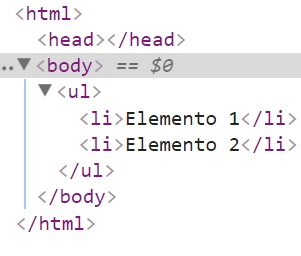 <html>
<head></head>
..▼<body> == $0
▼<ul>
<li>Elemento 1</li>
<li>Elemento 2</li>
</ul>
</body>
</html>